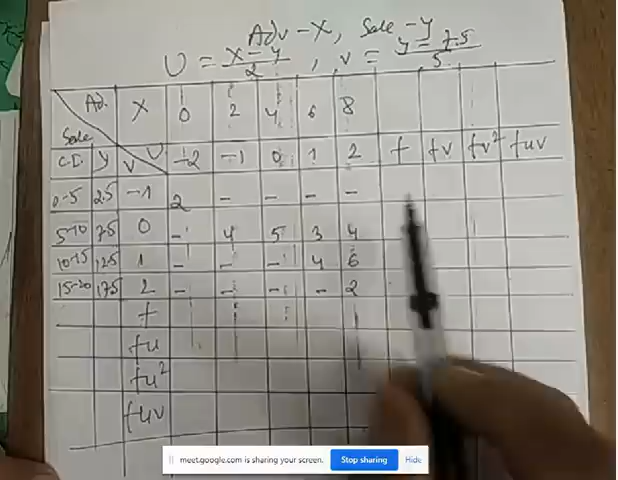 Adv - X, Sale - y
U = x - 4 / 2 , v = y - 7.5 / 5
Ad. X 0 2 4 6 8
Sale
C.I. y v U -2 -1 0 1 2 f fv fv² fuv
0-5 2.5 -1 2 - - - -
5-10 7.5 0 - 4 5 3 4
10-15 12.5 1 - - - 4 6
15-20 17.5 2 - - - - 2
f
fu
fu²
fuv
meet.google.com is sharing your screen. Stop sharing Hide